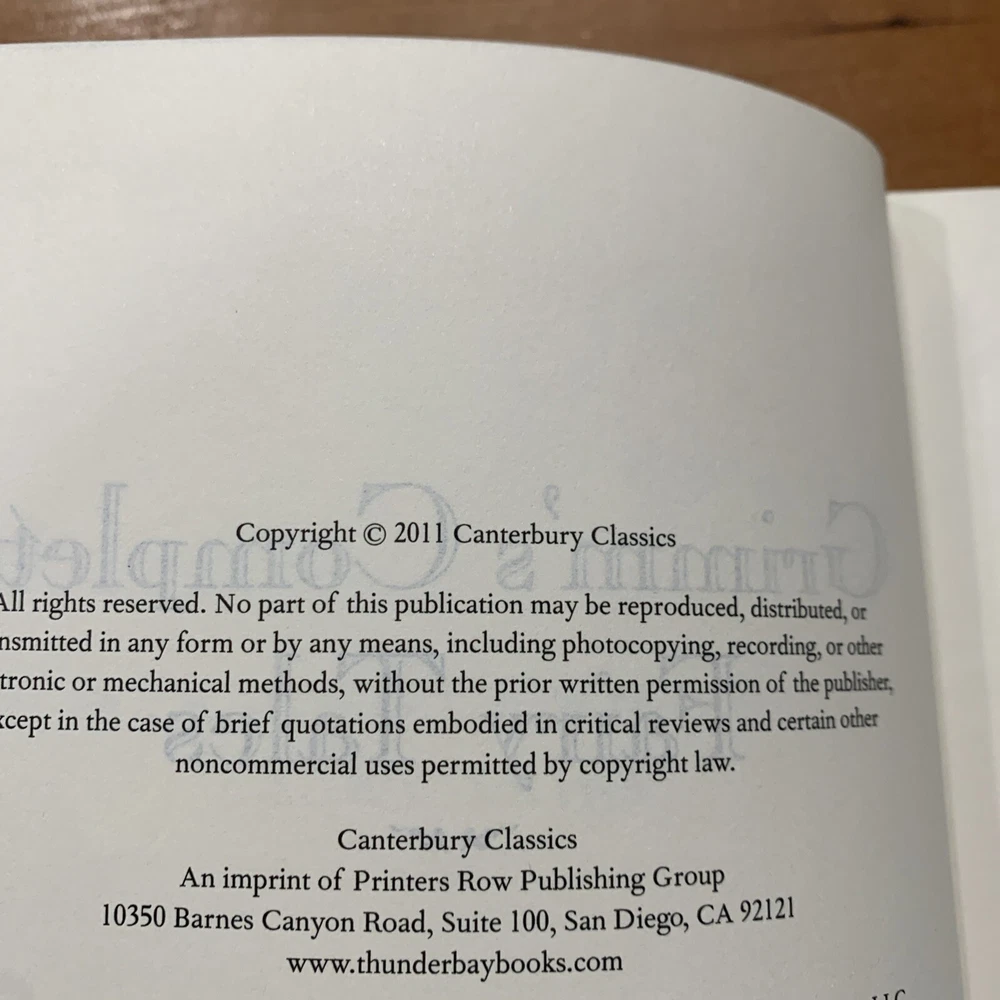 Copyright © 2011 Canterbury Classics
All rights reserved. No part of this publication may be reproduced, distributed, or
nsmitted in any form or by any means, including photocopying, recording, or other
tronic or mechanical methods, without the prior written permission of the publisher,
xcept in the case of brief quotations embodied in critical reviews and certain other
noncommercial uses permitted by copyright law.
Canterbury Classics
An imprint of Printers Row Publishing Group
10350 Barnes Canyon Road, Suite 100, San Diego, CA 92121
www.thunderbaybooks.com